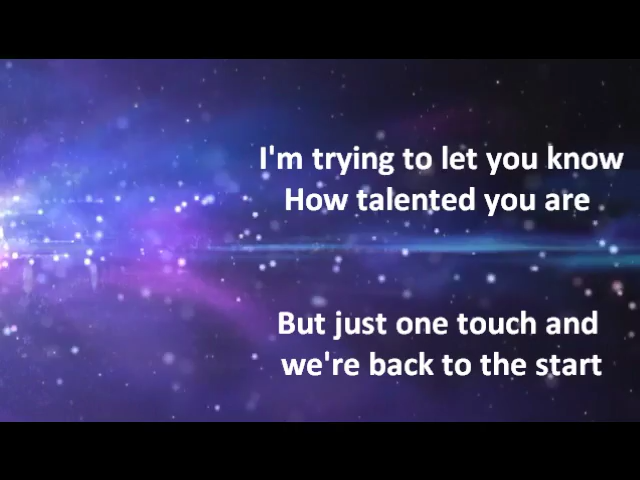 I'm trying to let you know
How talented you are
But just one touch and
we're back to the start